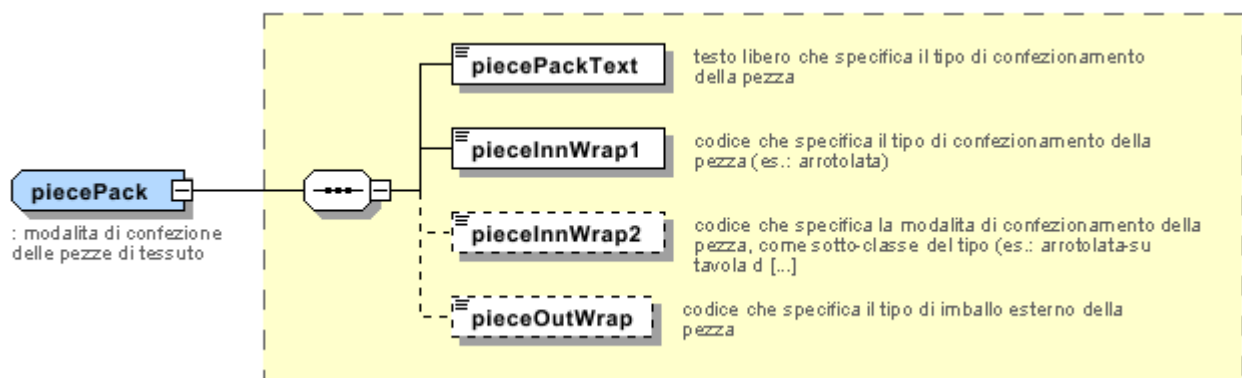 piecePackText
testo libero che specifica il tipo di confezionamento
della pezza
pieceInnWrap1
codice che specifica il tipo di confezionamento della
pezza (es.: arrotolata)
piecePack
: modalita di confezione
delle pezze di tessuto
pieceInnWrap2
codice che specifica la modalita di confezionamento della
pezza, come sotto-classe del tipo (es.: arrotolata-su
tavola d [...]
pieceOutWrap
codice che specifica il tipo di imballo esterno della
pezza